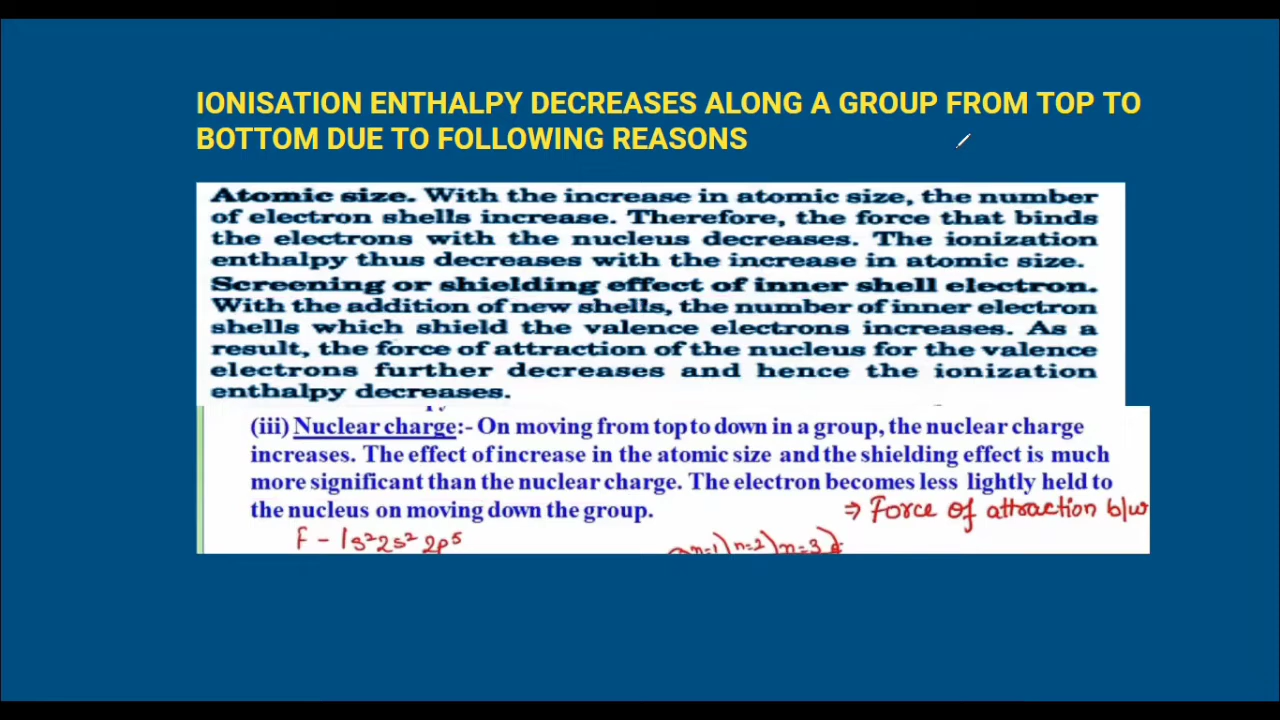 IONISATION ENTHALPY DECREASES ALONG A GROUP FROM TOP TO
BOTTOM DUE TO FOLLOWING REASONS
Atomic size. With the increase in atomic size, the number
of electron shells increase. Therefore, the force that binds
the electrons with the nucleus decreases. The ionization
enthalpy thus decreases with the increase in atomic size.
Screening or shielding effect of inner shell electron.
With the addition of new shells, the number of inner electron
shells which shield the valence electrons increases. As a
result, the force of attraction of the nucleus for the valence
electrons further decreases and hence the ionization
enthalpy decreases.
(iii) Nuclear charge:- On moving from top to down in a group, the nuclear charge
increases. The effect of increase in the atomic size and the shielding effect is much
more significant than the nuclear charge. The electron becomes less lightly held to
the nucleus on moving down the group.
⇒ Force of attraction b/w
F - 1s² 2s² 2p⁵
n=1) n=2) n=3)